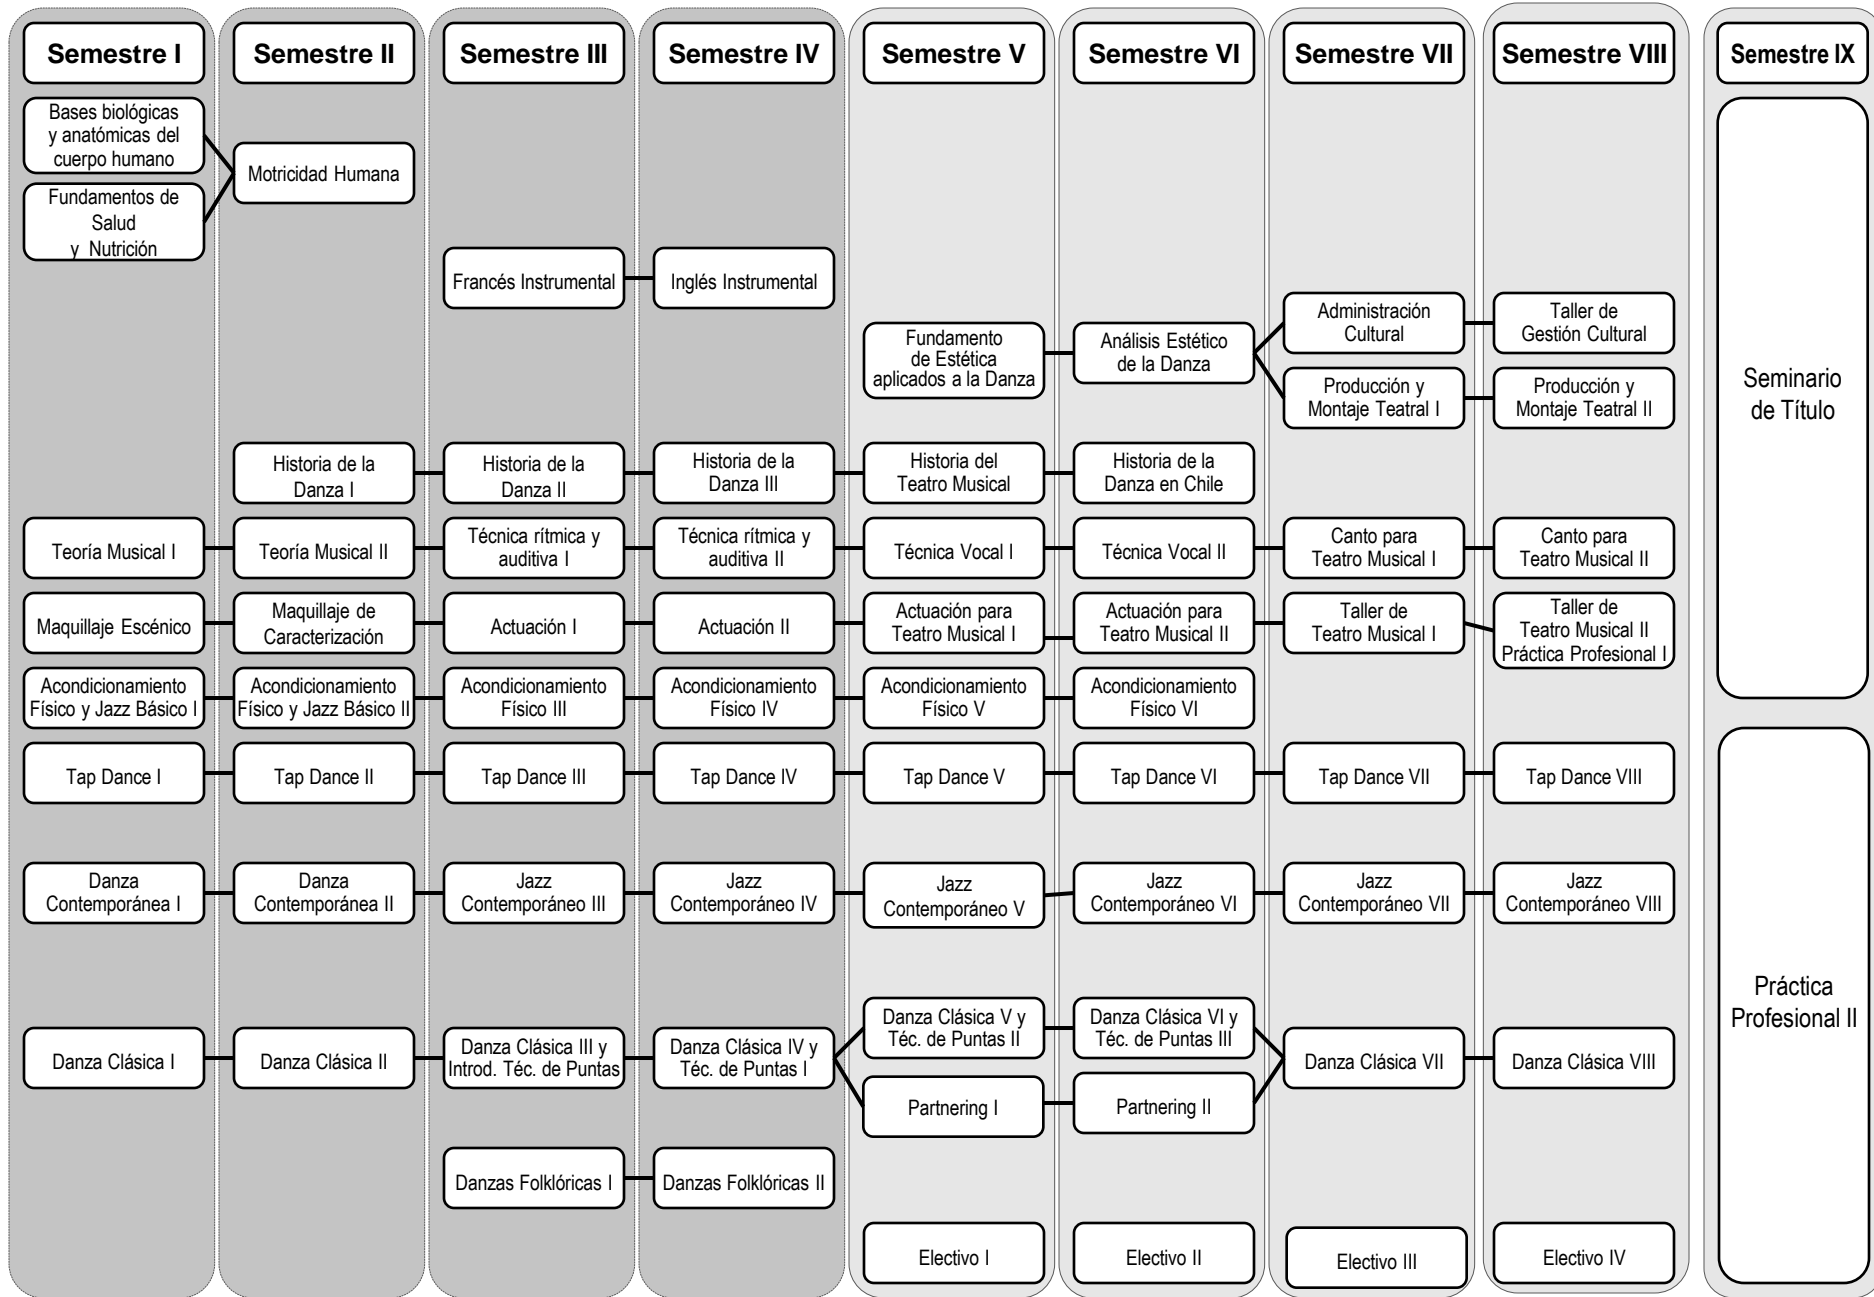 Semestre I
Semestre II
Semestre III
Semestre IV
Semestre V
Semestre VI
Semestre VII
Semestre VIII
Semestre IX
Bases biológicas
y anatómicas del
cuerpo humano
Fundamentos de
Salud
y Nutrición
Motricidad Humana
Francés Instrumental
Inglés Instrumental
Fundamento
de Estética
aplicados a la Danza
Análisis Estético
de la Danza
Administración
Cultural
Taller de
Gestión Cultural
Producción y
Montaje Teatral I
Producción y
Montaje Teatral II
Seminario
de Título
Historia de la
Danza I
Historia de la
Danza II
Historia de la
Danza III
Historia del
Teatro Musical
Historia de la
Danza en Chile
Teoría Musical I
Teoría Musical II
Técnica rítmica y
auditiva I
Técnica rítmica y
auditiva II
Técnica Vocal I
Técnica Vocal II
Canto para
Teatro Musical I
Canto para
Teatro Musical II
Maquillaje Escénico
Maquillaje de
Caracterización
Actuación I
Actuación II
Actuación para
Teatro Musical I
Actuación para
Teatro Musical II
Taller de
Teatro Musical I
Taller de
Teatro Musical II
Práctica Profesional I
Acondicionamiento
Físico y Jazz Básico I
Acondicionamiento
Físico y Jazz Básico II
Acondicionamiento
Físico III
Acondicionamiento
Físico IV
Acondicionamiento
Físico V
Acondicionamiento
Físico VI
Tap Dance I
Tap Dance II
Tap Dance III
Tap Dance IV
Tap Dance V
Tap Dance VI
Tap Dance VII
Tap Dance VIII
Danza
Contemporánea I
Danza
Contemporánea II
Jazz
Contemporáneo III
Jazz
Contemporáneo IV
Jazz
Contemporáneo V
Jazz
Contemporáneo VI
Jazz
Contemporáneo VII
Jazz
Contemporáneo VIII
Práctica
Profesional II
Danza Clásica I
Danza Clásica II
Danza Clásica III y
Introd. Téc. de Puntas
Danza Clásica IV y
Téc. de Puntas I
Danza Clásica V y
Téc. de Puntas II
Danza Clásica VI y
Téc. de Puntas III
Partnering I
Partnering II
Danza Clásica VII
Danza Clásica VIII
Danzas Folklóricas I
Danzas Folklóricas II
Electivo I
Electivo II
Electivo III
Electivo IV